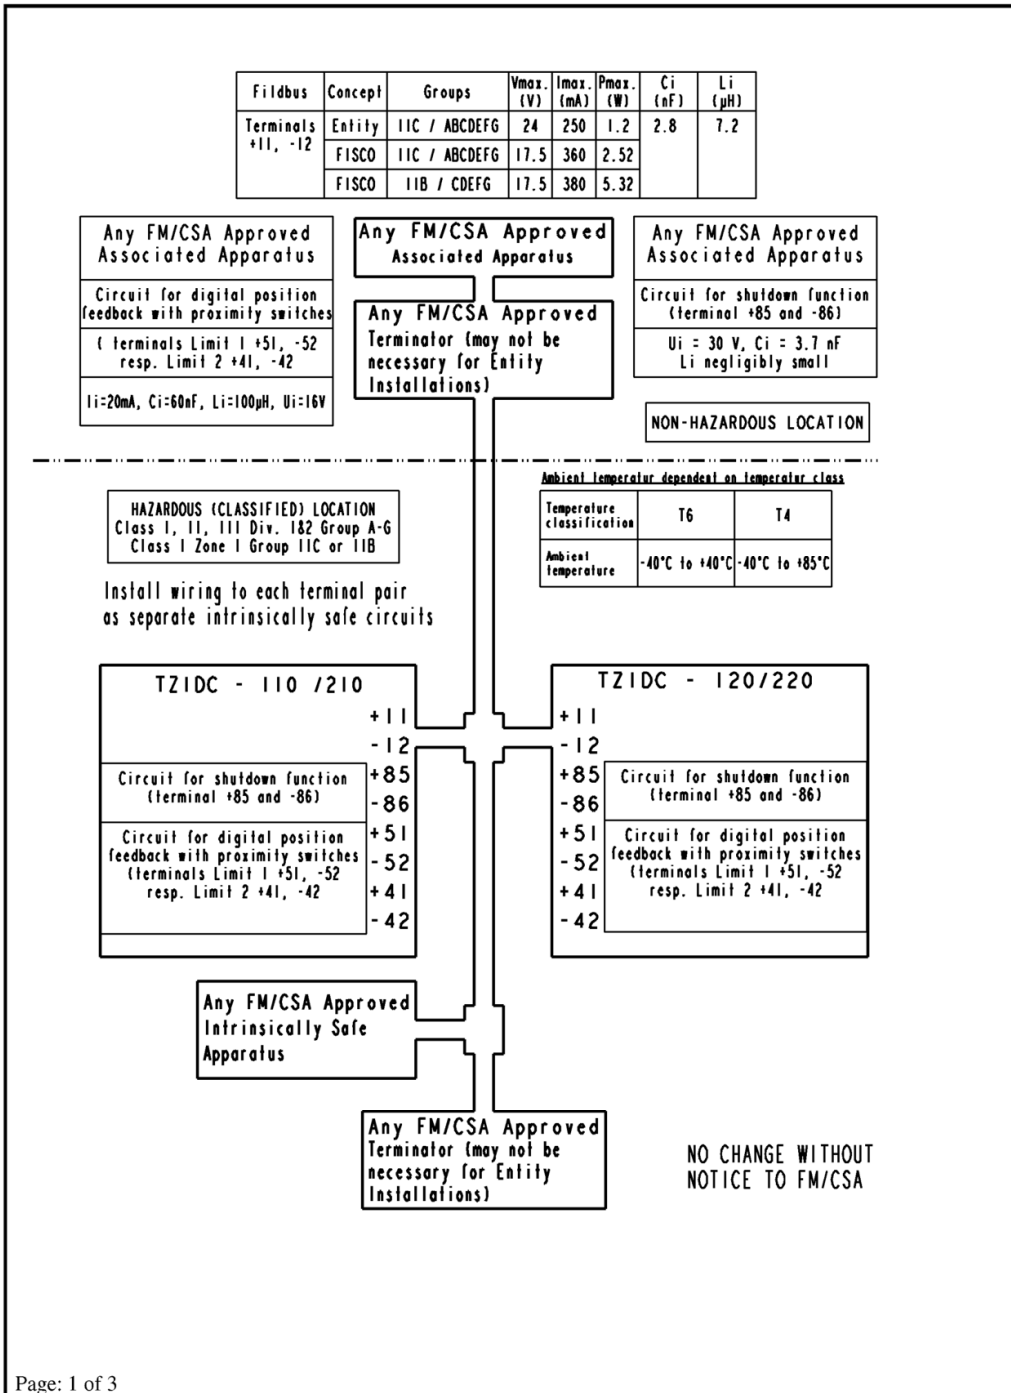 Fildbus Concept Groups Vmax. (V) Imax. (mA) Pmax. (W) Ci (nF) Li (µH)
Terminals +11, -12 Entity IIC / ABCDEFG 24 250 1.2 2.8 7.2
FISCO IIC / ABCDEFG 17.5 360 2.52
FISCO IIB / CDEFG 17.5 380 5.32
Any FM/CSA Approved
Associated Apparatus
Circuit for digital position
feedback with proximity switches
( terminals Limit 1 +51, -52
resp. Limit 2 +41, -42
Ii=20mA, Ci=60nF, Li=100µH, Ui=16V
Any FM/CSA Approved
Associated Apparatus
Any FM/CSA Approved
Terminator (may not be
necessary for Entity
Installations)
Any FM/CSA Approved
Associated Apparatus
Circuit for shutdown function
(terminal +85 and -86)
Ui = 30 V, Ci = 3.7 nF
Li negligibly small
NON-HAZARDOUS LOCATION
HAZARDOUS (CLASSIFIED) LOCATION
Class I, II, III Div. 1&2 Group A-G
Class I Zone 1 Group IIC or IIB
Ambient temperatur dependent on temperatur class
Temperature classification T6 T4
Ambient temperature -40°C to +40°C -40°C to +85°C
Install wiring to each terminal pair
as separate intrinsically safe circuits
TZIDC - 110 /210
+11
-12
+85
-86
+51
-52
+41
-42
Circuit for shutdown function
(terminal +85 and -86)
Circuit for digital position
feedback with proximity switches
(terminals Limit 1 +51, -52
resp. Limit 2 +41, -42
TZIDC - 120/220
+11
-12
+85
-86
+51
-52
+41
-42
Circuit for shutdown function
(terminal +85 and -86)
Circuit for digital position
feedback with proximity switches
(terminals Limit 1 +51, -52
resp. Limit 2 +41, -42
Any FM/CSA Approved
Intrinsically Safe
Apparatus
Any FM/CSA Approved
Terminator (may not be
necessary for Entity
Installations)
NO CHANGE WITHOUT
NOTICE TO FM/CSA
Page: 1 of 3